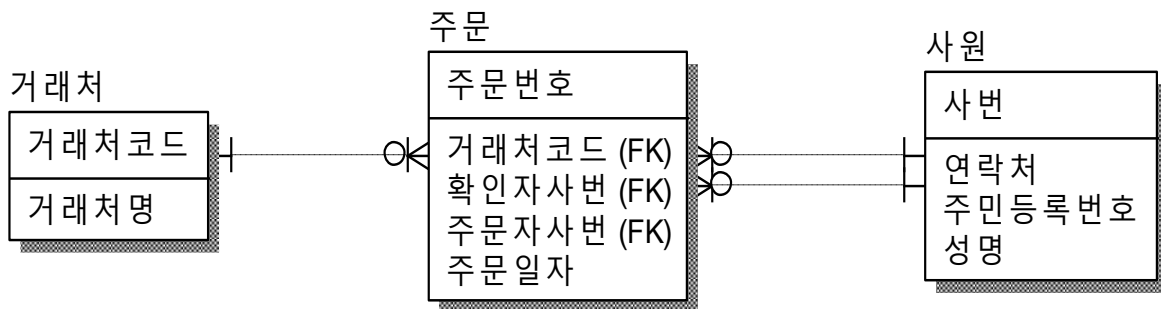 거래처
거래처코드
거래처명
주문
주문번호
거래처코드 (FK)
확인자사번 (FK)
주문자사번 (FK)
주문일자
사원
사번
연락처
주민등록번호
성명